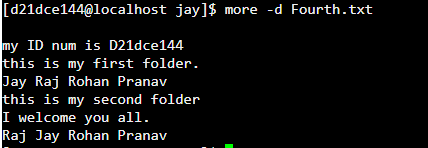 [d21dce144@localhost jay]$ more -d Fourth.txt
my ID num is D21dce144
this is my first folder.
Jay Raj Rohan Pranav
this is my second folder
I welcome you all.
Raj Jay Rohan Pranav